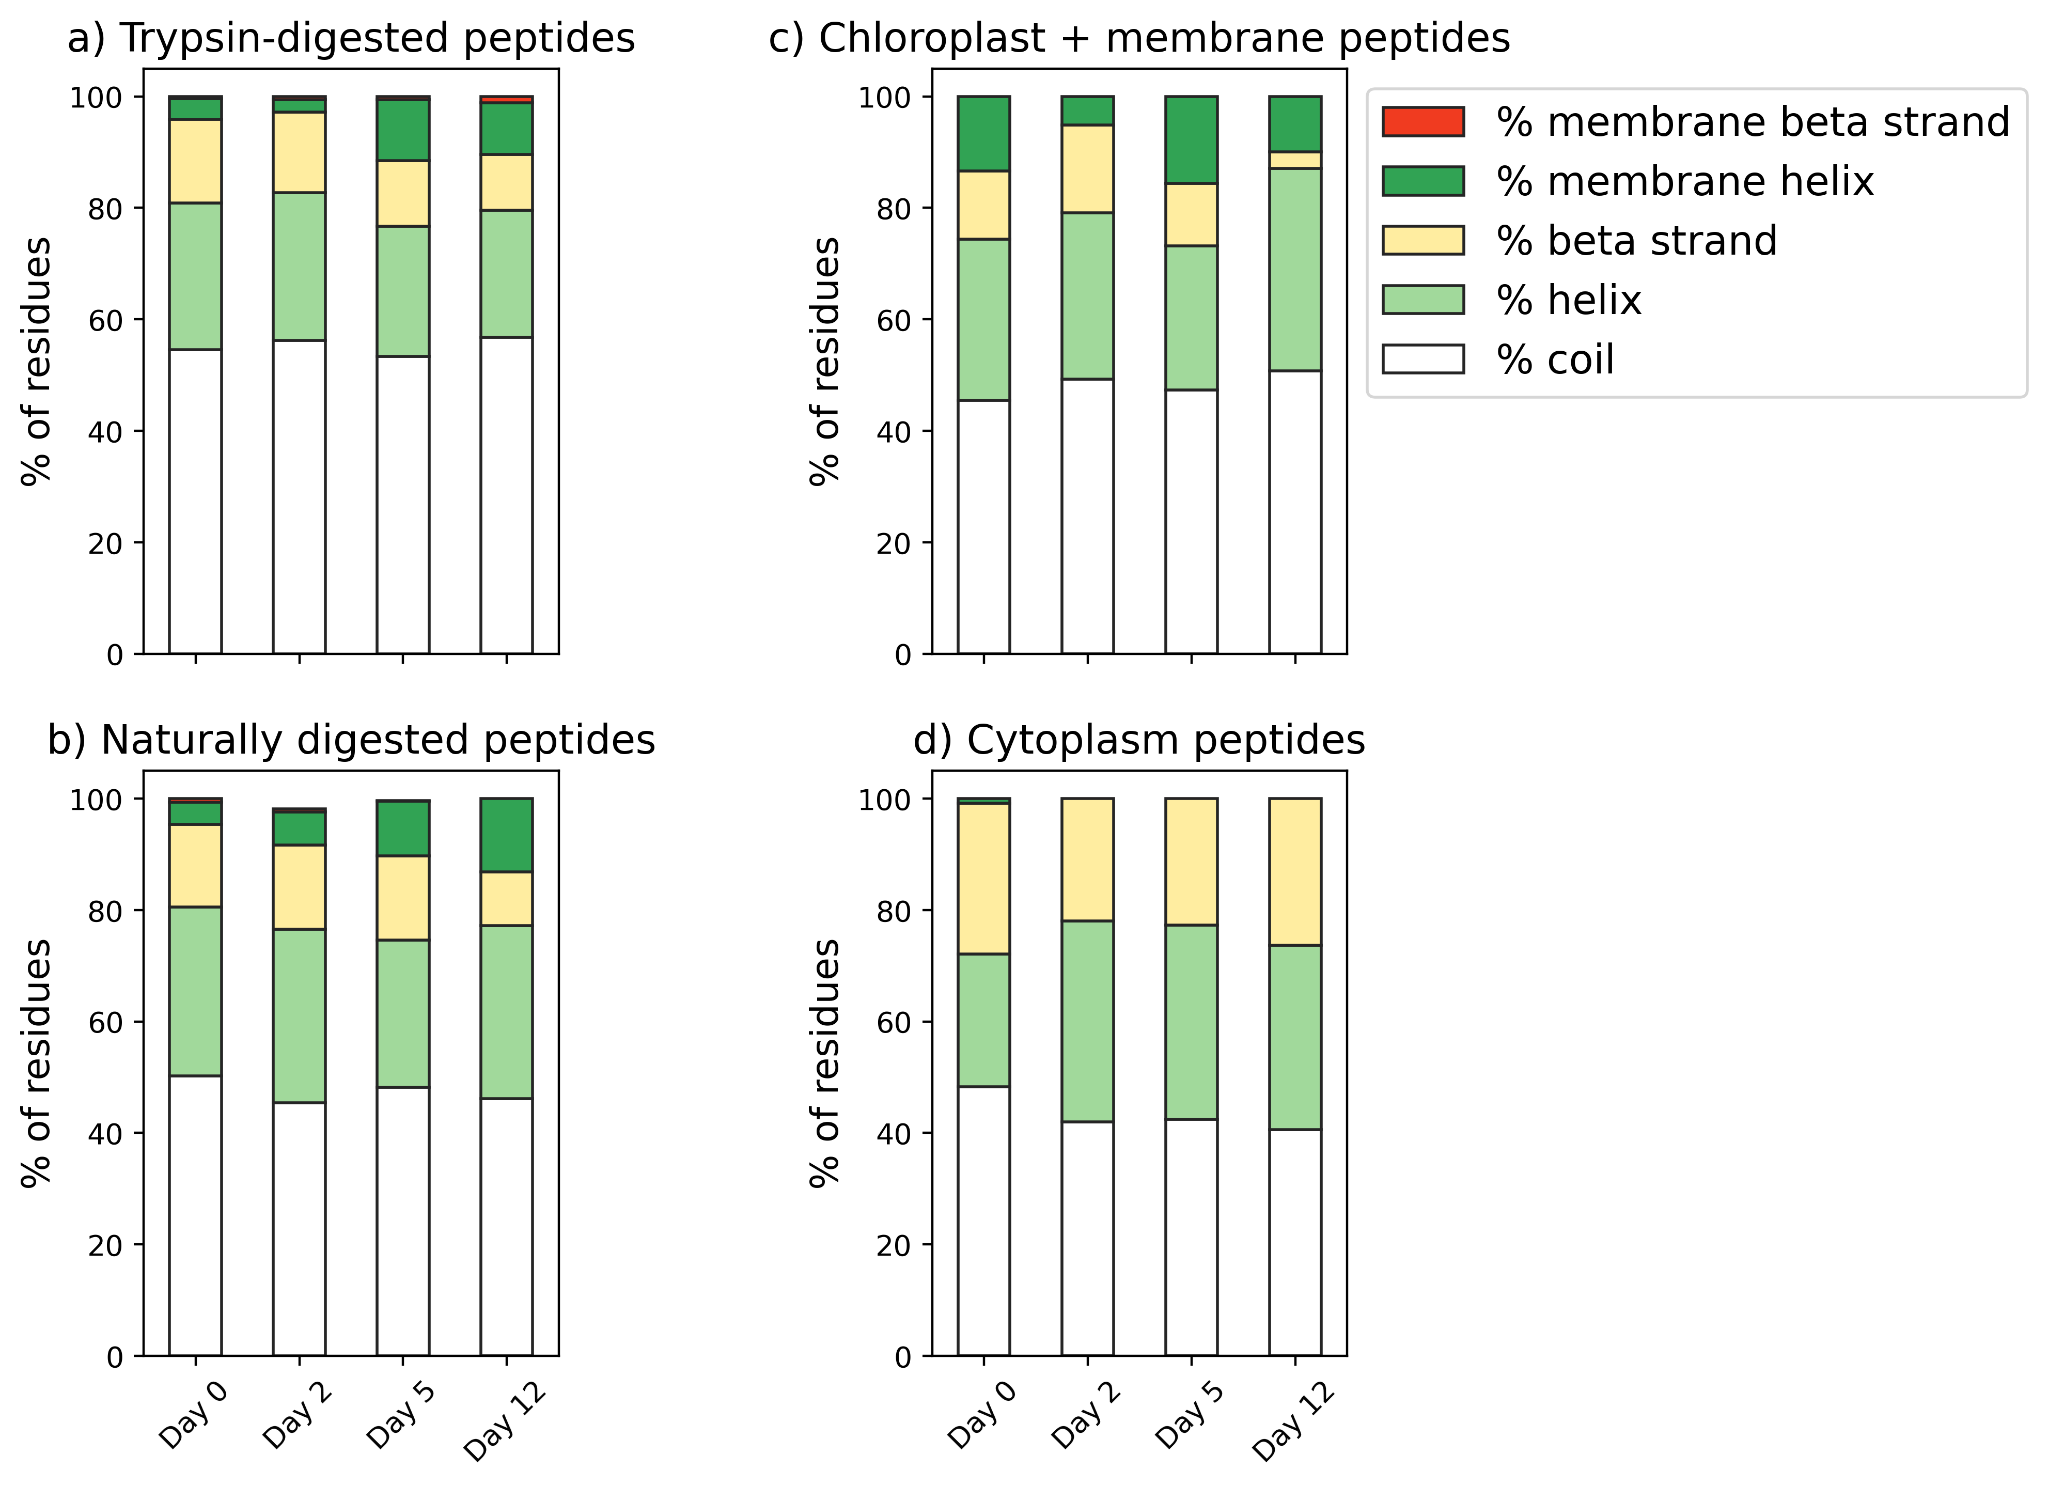 a) Trypsin-digested peptides
% of residues
100
80
60
40
20
0
c) Chloroplast + membrane peptides
% of residues
100
80
60
40
20
0
% membrane beta strand
% membrane helix
% beta strand
% helix
% coil
b) Naturally digested peptides
% of residues
100
80
60
40
20
0
Day 0
Day 2
Day 5
Day 12
d) Cytoplasm peptides
% of residues
100
80
60
40
20
0
Day 0
Day 2
Day 5
Day 12